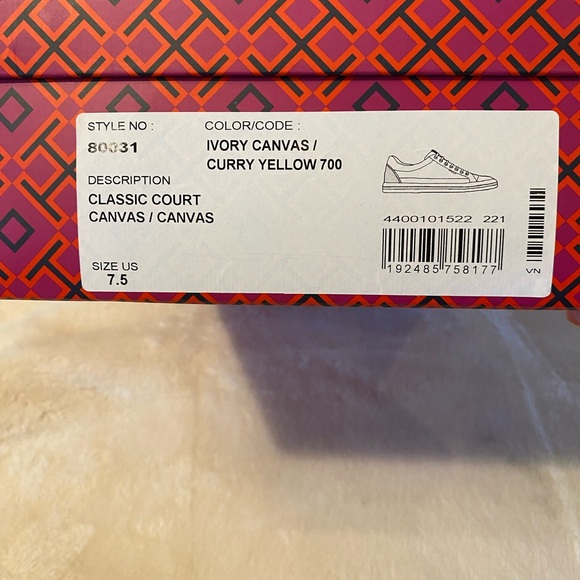 STYLE NO :
80031
COLOR/CODE :
IVORY CANVAS /
CURRY YELLOW 700
DESCRIPTION
CLASSIC COURT
CANVAS / CANVAS
SIZE US
7.5
4400101522 221
192485 758177
VN